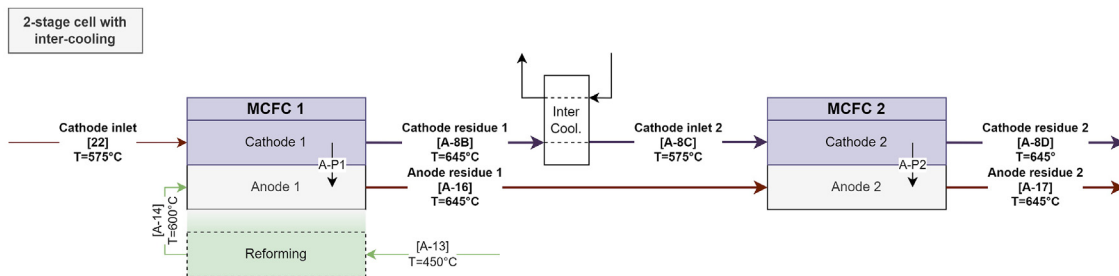 2-stage cell with
inter-cooling
MCFC 1
MCFC 2
Cathode inlet
[22]
T=575°C
Cathode 1
Cathode residue 1
[A-8B]
T=645°C
Inter
Cool.
Cathode inlet 2
[A-8C]
T=575°C
Cathode 2
Cathode residue 2
[A-8D]
T=645°
A-P1
A-P2
Anode 1
Anode residue 1
[A-16]
T=645°C
Anode 2
Anode residue 2
[A-17]
T=645°C
[A-14]
T=600°C
Reforming
[A-13]
T=450°C